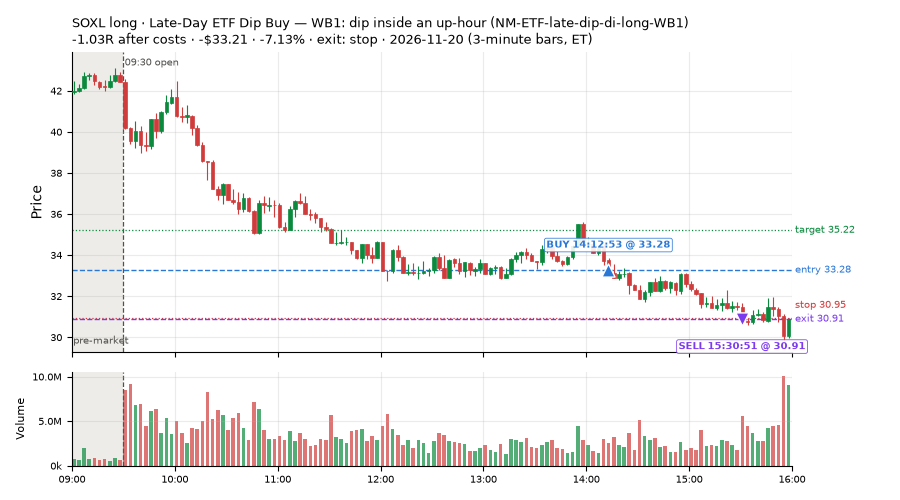 SOXL long · Late-Day ETF Dip Buy — WB1: dip inside an up-hour (NM-ETF-late-dip-di-long-WB1)
-1.03R after costs · -$33.21 · -7.13% · exit: stop · 2026-11-20 (3-minute bars, ET)
09:30 open
42
40
38
36
34
32
30
Price
target 35.22
BUY 14:12:53 @ 33.28
entry 33.28
stop 30.95
exit 30.91
pre-market
SELL 15:30:51 @ 30.91
10.0M
5.0M
0k
Volume
09:00
10:00
11:00
12:00
13:00
14:00
15:00
16:00